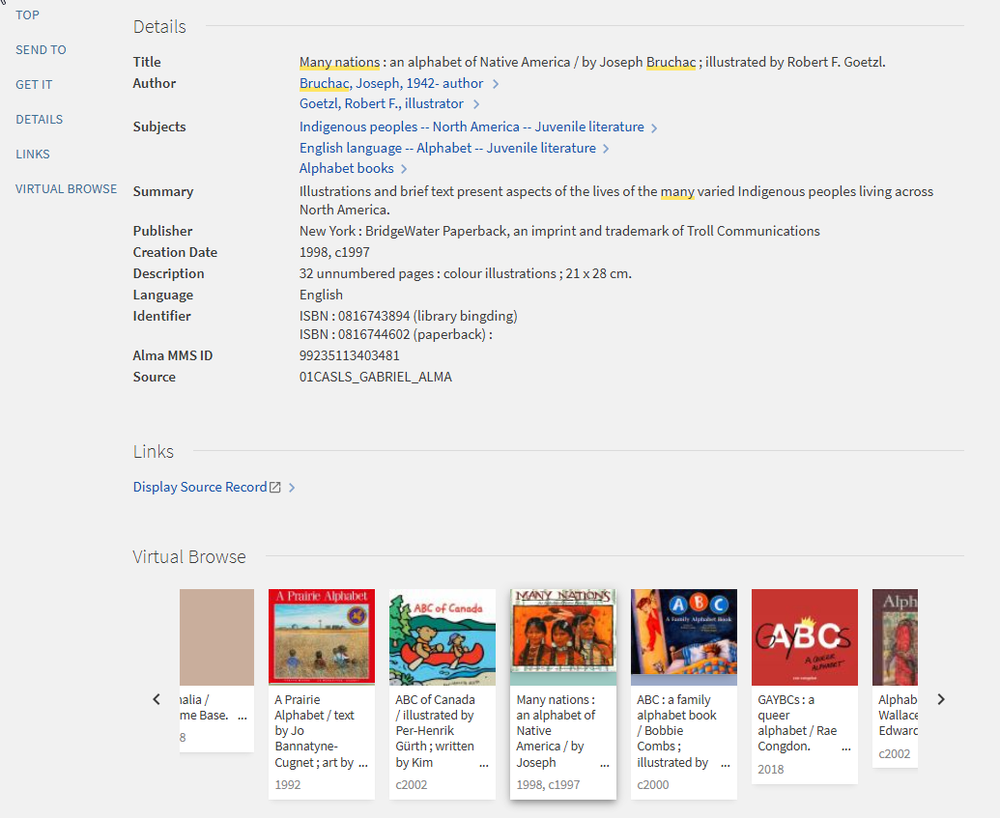 TOP
SEND TO
GET IT
DETAILS
LINKS
VIRTUAL BROWSE
Details
Title Many nations : an alphabet of Native America / by Joseph Bruchac ; illustrated by Robert F. Goetzl.
Author Bruchac, Joseph, 1942- author
Goetzl, Robert F., illustrator
Subjects Indigenous peoples -- North America -- Juvenile literature
English language -- Alphabet -- Juvenile literature
Alphabet books
Summary Illustrations and brief text present aspects of the lives of the many varied Indigenous peoples living across
North America.
Publisher New York : BridgeWater Paperback, an imprint and trademark of Troll Communications
Creation Date 1998, c1997
Description 32 unnumbered pages : colour illustrations ; 21 x 28 cm.
Language English
Identifier ISBN : 0816743894 (library bingding)
ISBN : 0816744602 (paperback) :
Alma MMS ID 99235113403481
Source 01CASLS_GABRIEL_ALMA
Links
Display Source Record
Virtual Browse
nalia /
me Base. ...
8
A Prairie Alphabet
A Prairie
Alphabet / text
by Jo
Bannatyne-
Cugnet ; art by ...
1992
ABC of Canada
ABC of Canada
/ illustrated by
Per-Henrik
Gürth ; written
by Kim ...
c2002
MANY NATIONS
Many nations :
an alphabet of
Native
America / by
Joseph ...
1998, c1997
ABC
A Family Alphabet Book
ABC : a family
alphabet book
/ Bobbie
Combs ;
illustrated by ...
c2000
GAYBCs
A QUEER
ALPHABET
GAYBCs : a
queer
alphabet / Rae
Congdon. ...
2018
Alph
Alphab
Wallace
Edward
c2002